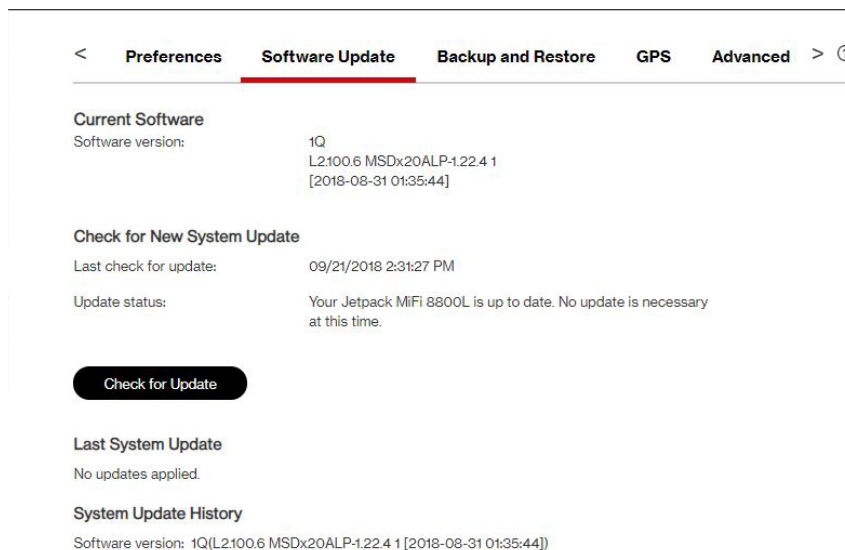 < Preferences Software Update Backup and Restore GPS Advanced > ?
Current Software
Software version: 1Q
L2.100.6 MSDx20ALP-1.22.4 1
[2018-08-31 01:35:44]
Check for New System Update
Last check for update: 09/21/2018 2:31:27 PM
Update status: Your Jetpack MiFi 8800L is up to date. No update is necessary
at this time.
Check for Update
Last System Update
No updates applied.
System Update History
Software version: 1Q(L2.100.6 MSDx20ALP-1.22.4 1 [2018-08-31 01:35:44])